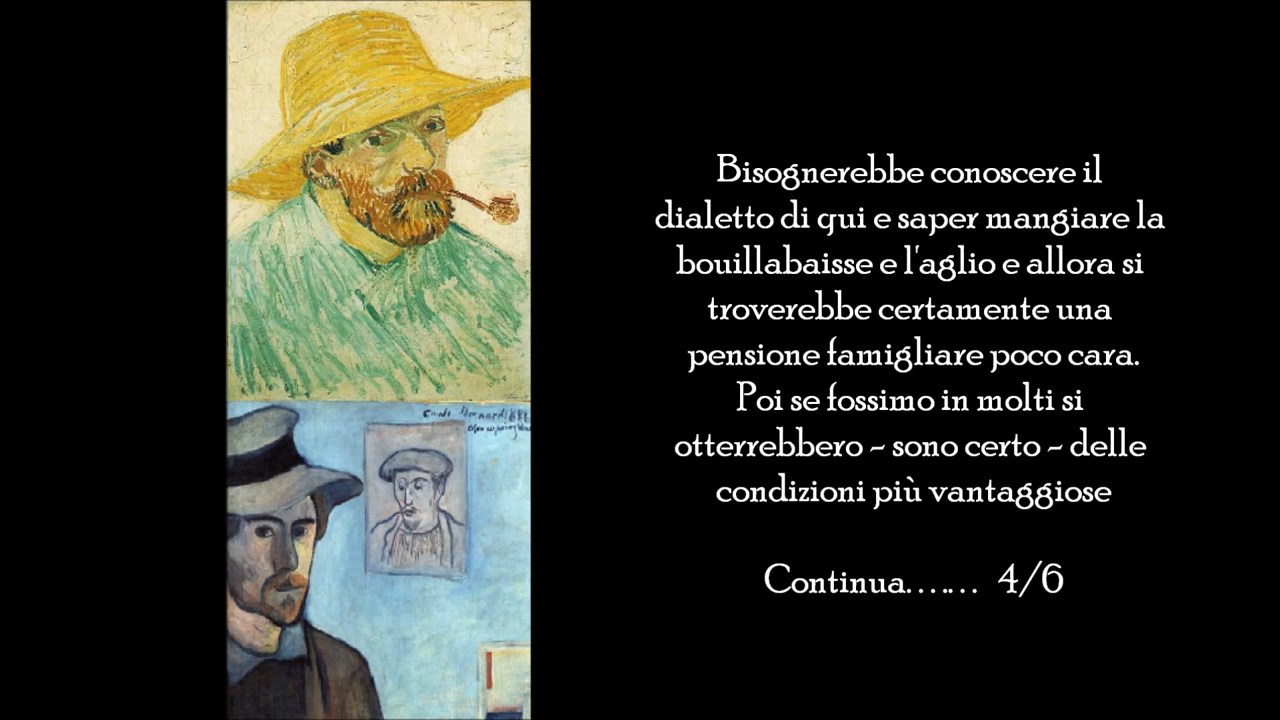 Bisognerebbe conoscere il
dialetto di qui e saper mangiare la
bouillabaisse e l'aglio e allora si
troverebbe certamente una
pensione famigliare poco cara.
Poi se fossimo in molti si
otterrebbero ~ sono certo ~ delle
condizioni più vantaggiose
Continua....... 4/6